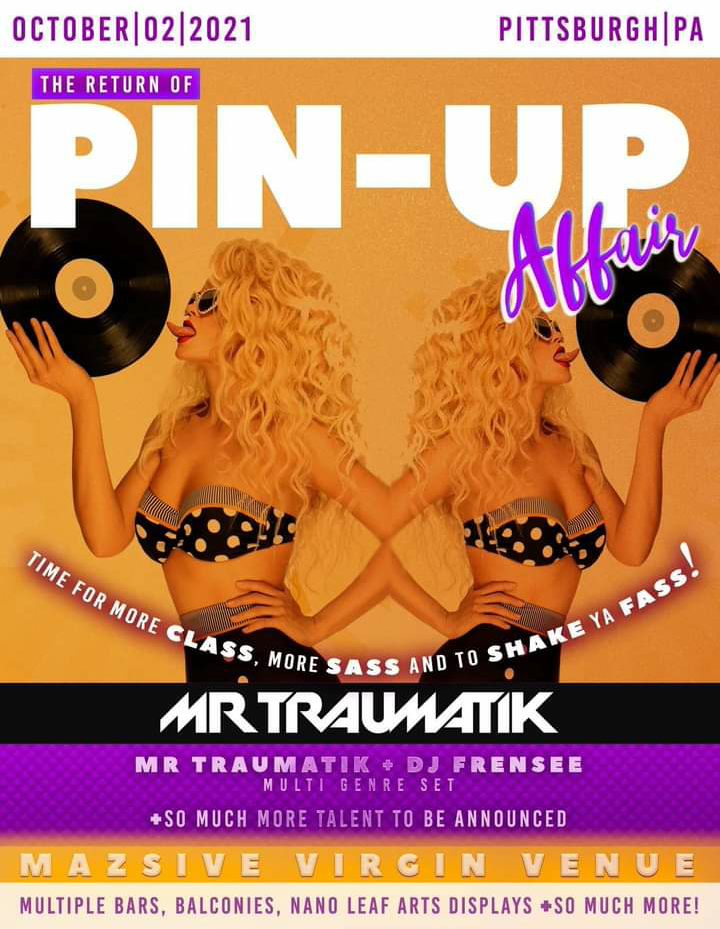 OCTOBER|02|2021
PITTSBURGH|PA
THE RETURN OF
PIN-UP
Affair
TIME FOR MORE CLASS, MORE SASS AND TO SHAKE YA FASS!
MR TRAUMATIK
MR TRAUMATIK + DJ FRENSEE
MULTI GENRE SET
+SO MUCH MORE TALENT TO BE ANNOUNCED
MAZSIVE VIRGIN VENUE
MULTIPLE BARS, BALCONIES, NANO LEAF ARTS DISPLAYS +SO MUCH MORE!